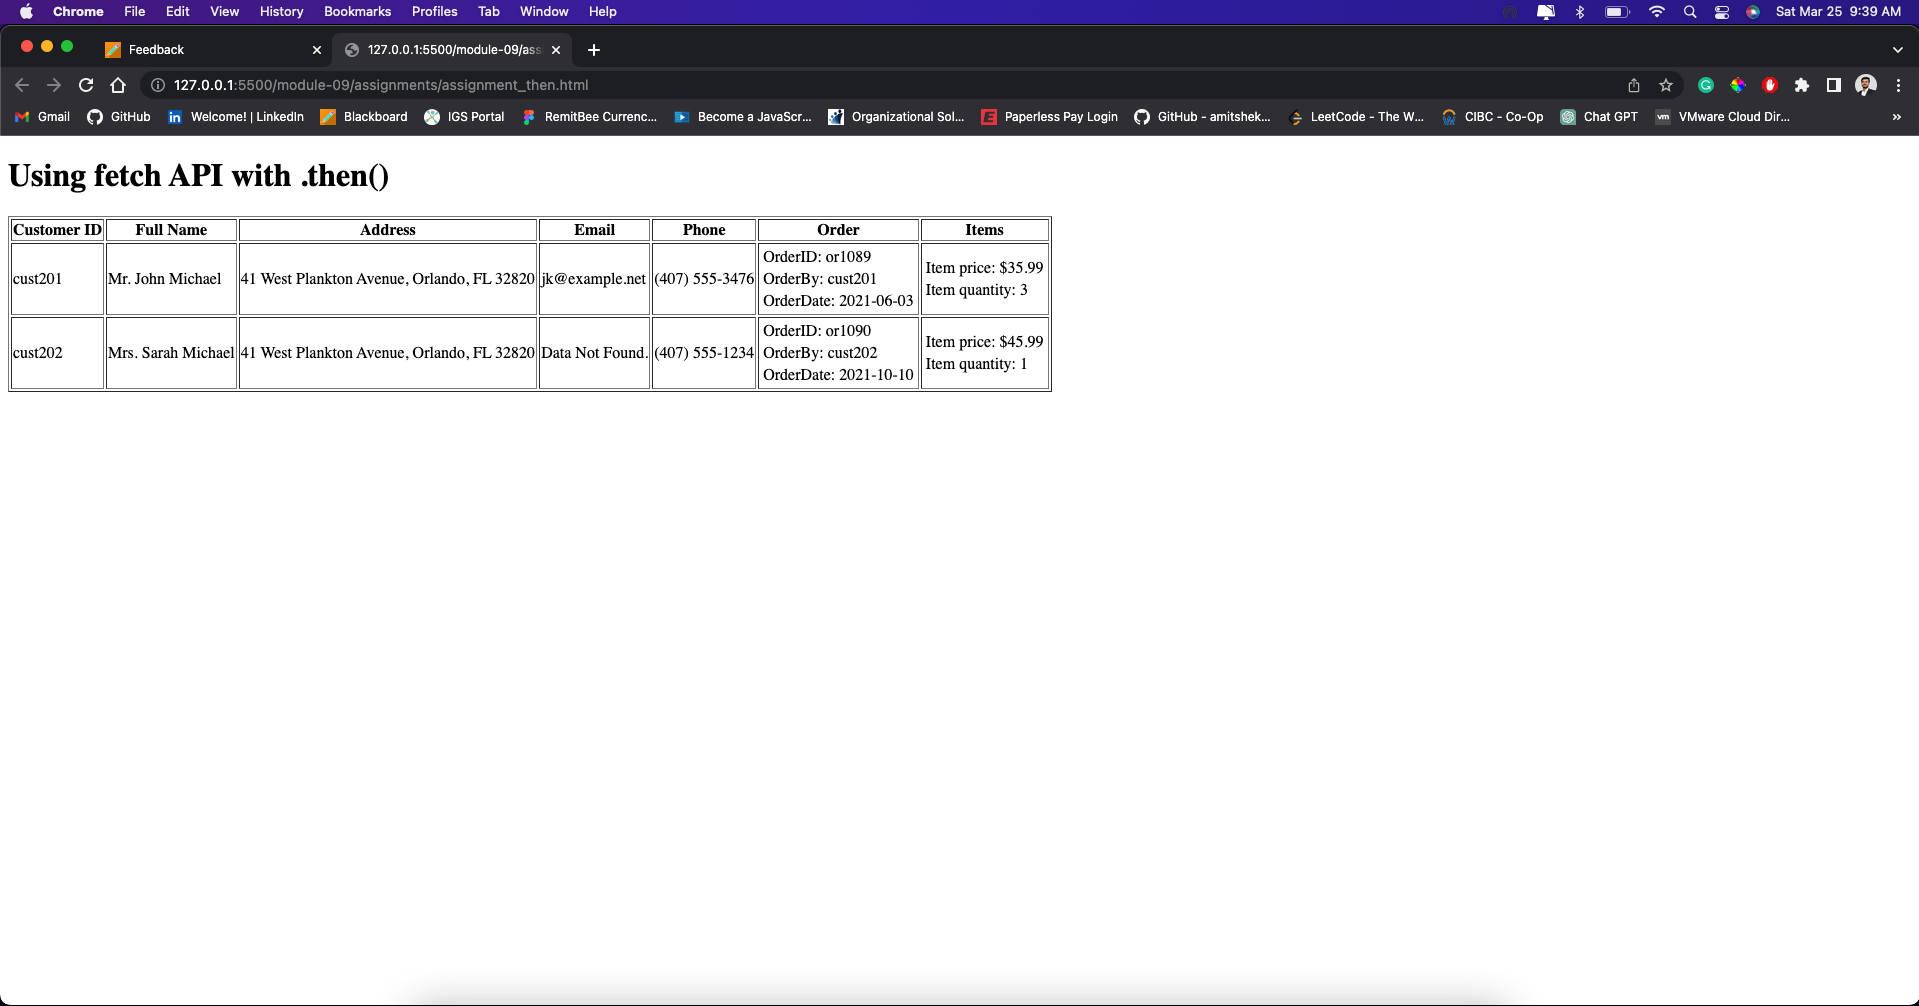 Chrome File Edit View History Bookmarks Profiles Tab Window Help Sat Mar 25 9:39 AM
Feedback 127.0.0.1:5500/module-09/ass
127.0.0.1:5500/module-09/assignments/assignment_then.html
Gmail GitHub Welcome! | LinkedIn Blackboard IGS Portal RemitBee Currenc... Become a JavaScr... Organizational Sol... Paperless Pay Login GitHub - amitshek... LeetCode - The W... CIBC - Co-Op Chat GPT vm VMware Cloud Dir... »
Using fetch API with .then()
Customer ID Full Name Address Email Phone Order Items
cust201 Mr. John Michael 41 West Plankton Avenue, Orlando, FL 32820 jk@example.net (407) 555-3476
OrderID: or1089
OrderBy: cust201
OrderDate: 2021-06-03
Item price: $35.99
Item quantity: 3
cust202 Mrs. Sarah Michael 41 West Plankton Avenue, Orlando, FL 32820 Data Not Found. (407) 555-1234
OrderID: or1090
OrderBy: cust202
OrderDate: 2021-10-10
Item price: $45.99
Item quantity: 1